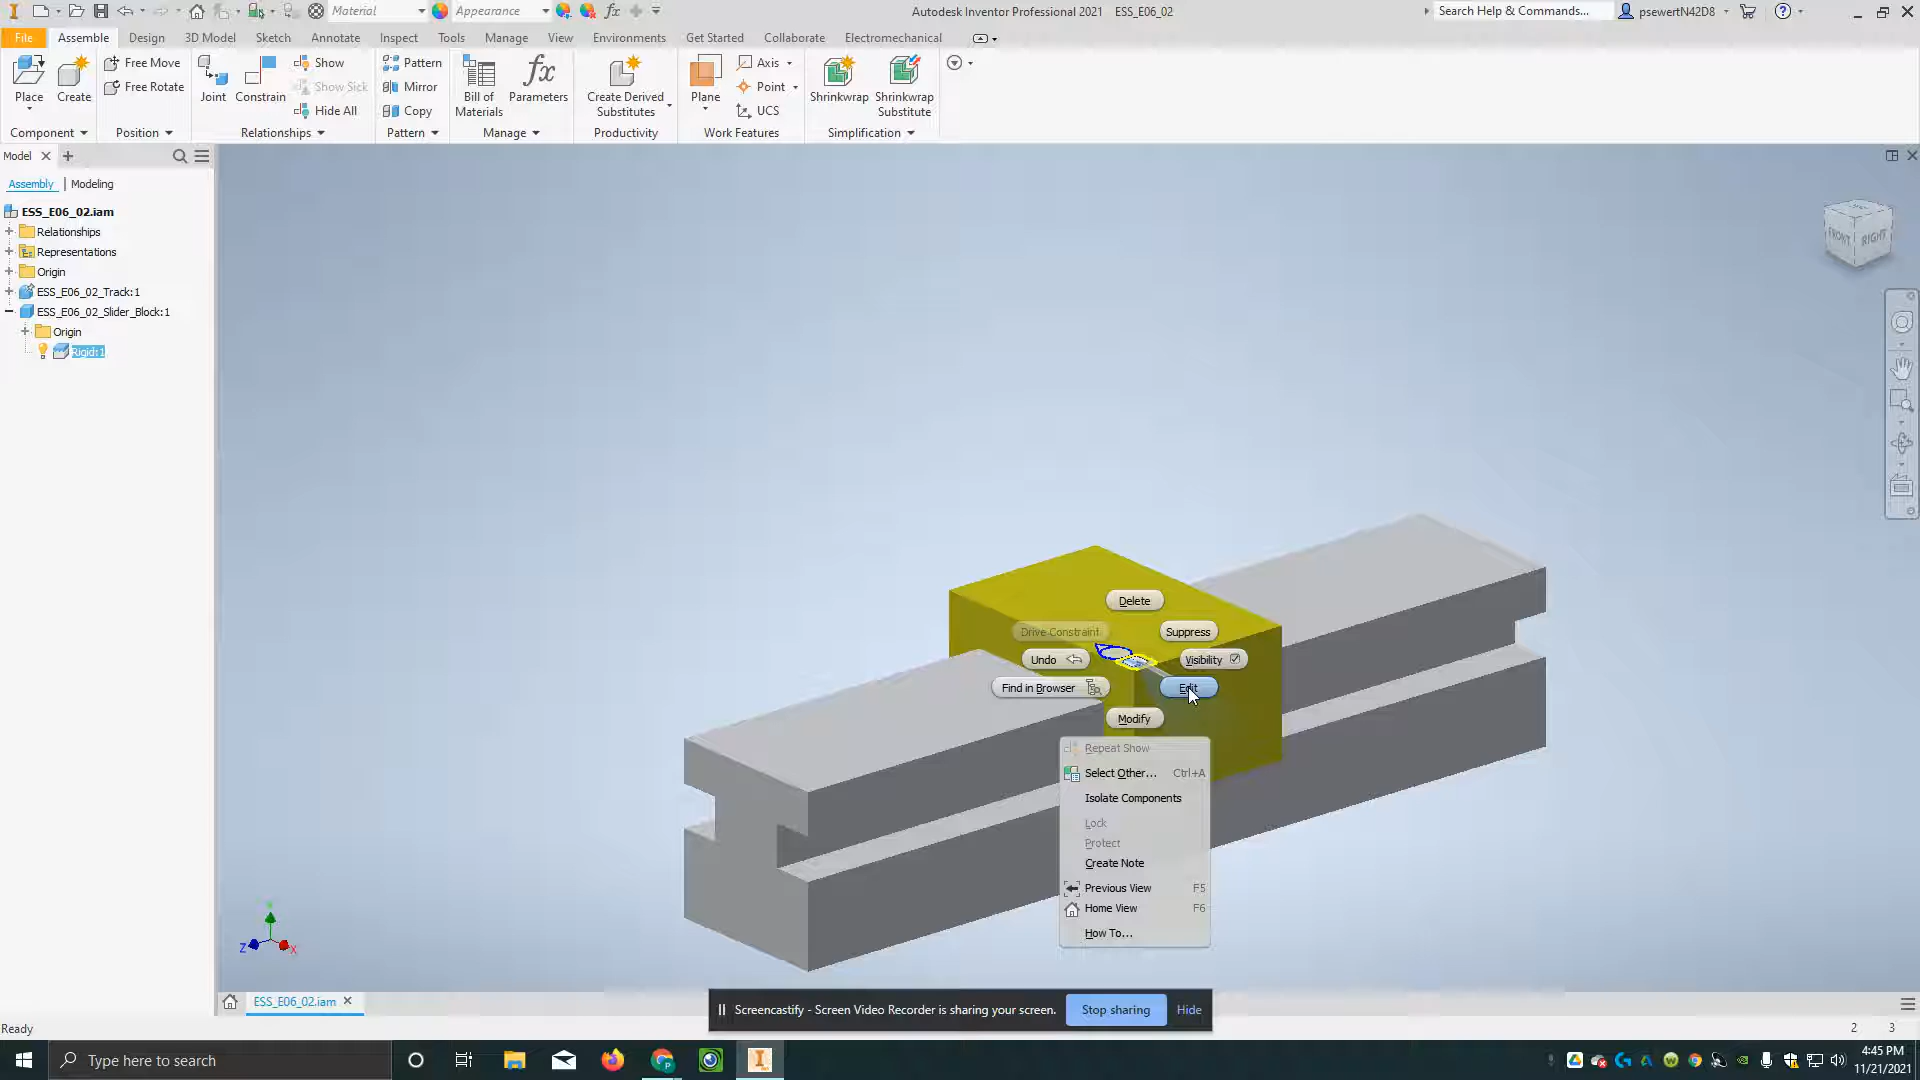 Material
Appearance
Autodesk Inventor Professional 2021 ESS_E06_02
Search Help & Commands...
psewertN42D8
File Assemble Design 3D Model Sketch Annotate Inspect Tools Manage View Environments Get Started Collaborate Electromechanical
Place
Create
Free Move
Free Rotate
Joint
Constrain
Show
Show Sick
Hide All
Pattern
Mirror
Copy
Bill of
Materials
Parameters
Create Derived
Substitutes
Plane
Axis
Point
UCS
Shrinkwrap
Shrinkwrap
Substitute
Component
Position
Relationships
Pattern
Manage
Productivity
Work Features
Simplification
Model
Assembly | Modeling
ESS_E06_02.iam
Relationships
Representations
Origin
ESS_E06_02_Track:1
ESS_E06_02_Slider_Block:1
Origin
Rigid:1
FRONT
RIGHT
Delete
Drive Constraint
Suppress
Undo
Visibility
Find in Browser
Edit
Modify
Repeat Show
Select Other... Ctrl+A
Isolate Components
Lock
Protect
Create Note
Previous View F5
Home View F6
How To...
Z
X
ESS_E06_02.iam
Screencastify - Screen Video Recorder is sharing your screen.
Stop sharing
Hide
Ready
2 3
Type here to search
4:45 PM
11/21/2021